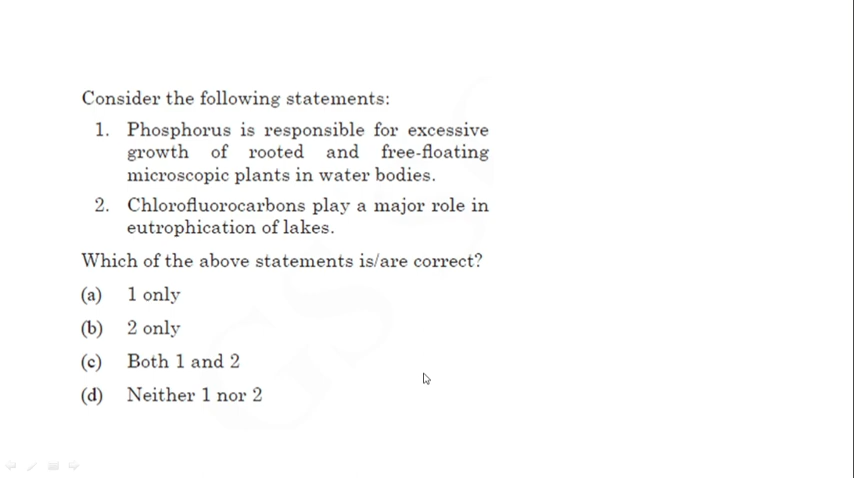 Consider the following statements:
1. Phosphorus is responsible for excessive
growth of rooted and free-floating
microscopic plants in water bodies.
2. Chlorofluorocarbons play a major role in
eutrophication of lakes.
Which of the above statements is/are correct?
(a) 1 only
(b) 2 only
(c) Both 1 and 2
(d) Neither 1 nor 2